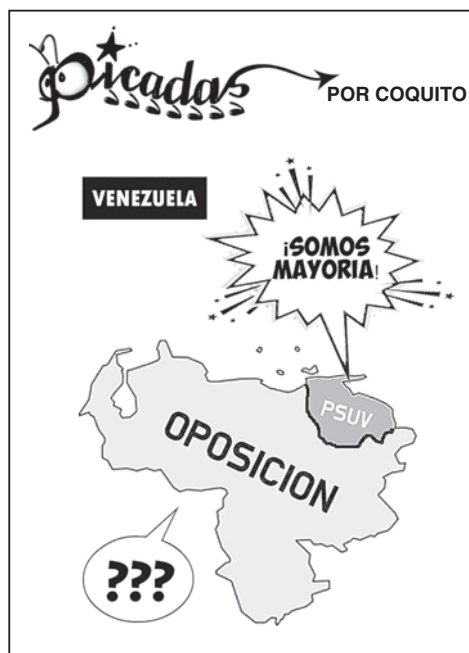 Picadas
POR COQUITO
VENEZUELA
¡SOMOS
MAYORIA!
PSUV
OPOSICION
???